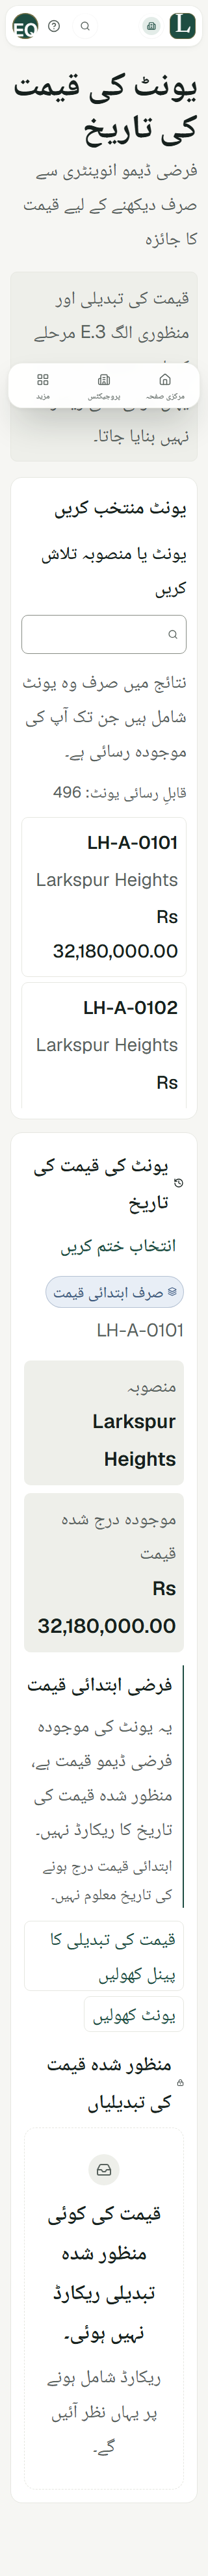 EQ
L
یونٹ کی قیمت
کی تاریخ
فرضی ڈیمو انوینٹری سے
صرف دیکھنے کے لیے قیمت
کا جائزہ
قیمت کی تبدیلی اور
منظوری الگ E.3 مرحلے
مرکزی صفحہ
پروجیکٹس
مزید
نہیں بنایا جاتا۔
یونٹ منتخب کریں
یونٹ یا منصوبہ تلاش
کریں
نتائج میں صرف وہ یونٹ
شامل ہیں جن تک آپ کی
موجودہ رسائی ہے۔
قابلِ رسائی یونٹ: 496
LH-A-0101
Larkspur Heights
Rs
32,180,000.00
LH-A-0102
Larkspur Heights
Rs
یونٹ کی قیمت کی
تاریخ
انتخاب ختم کریں
صرف ابتدائی قیمت
LH-A-0101
منصوبہ
Larkspur
Heights
موجودہ درج شدہ
قیمت
Rs
32,180,000.00
فرضی ابتدائی قیمت
یہ یونٹ کی موجودہ
فرضی ڈیمو قیمت ہے،
منظور شدہ قیمت کی
تاریخ کا ریکارڈ نہیں۔
ابتدائی قیمت درج ہونے
کی تاریخ معلوم نہیں۔
قیمت کی تبدیلی کا
پینل کھولیں
یونٹ کھولیں
منظور شدہ قیمت
کی تبدیلیاں
قیمت کی کوئی
منظور شدہ
تبدیلی ریکارڈ
نہیں ہوئی۔
ریکارڈ شامل ہونے
پر یہاں نظر آئیں
گے۔